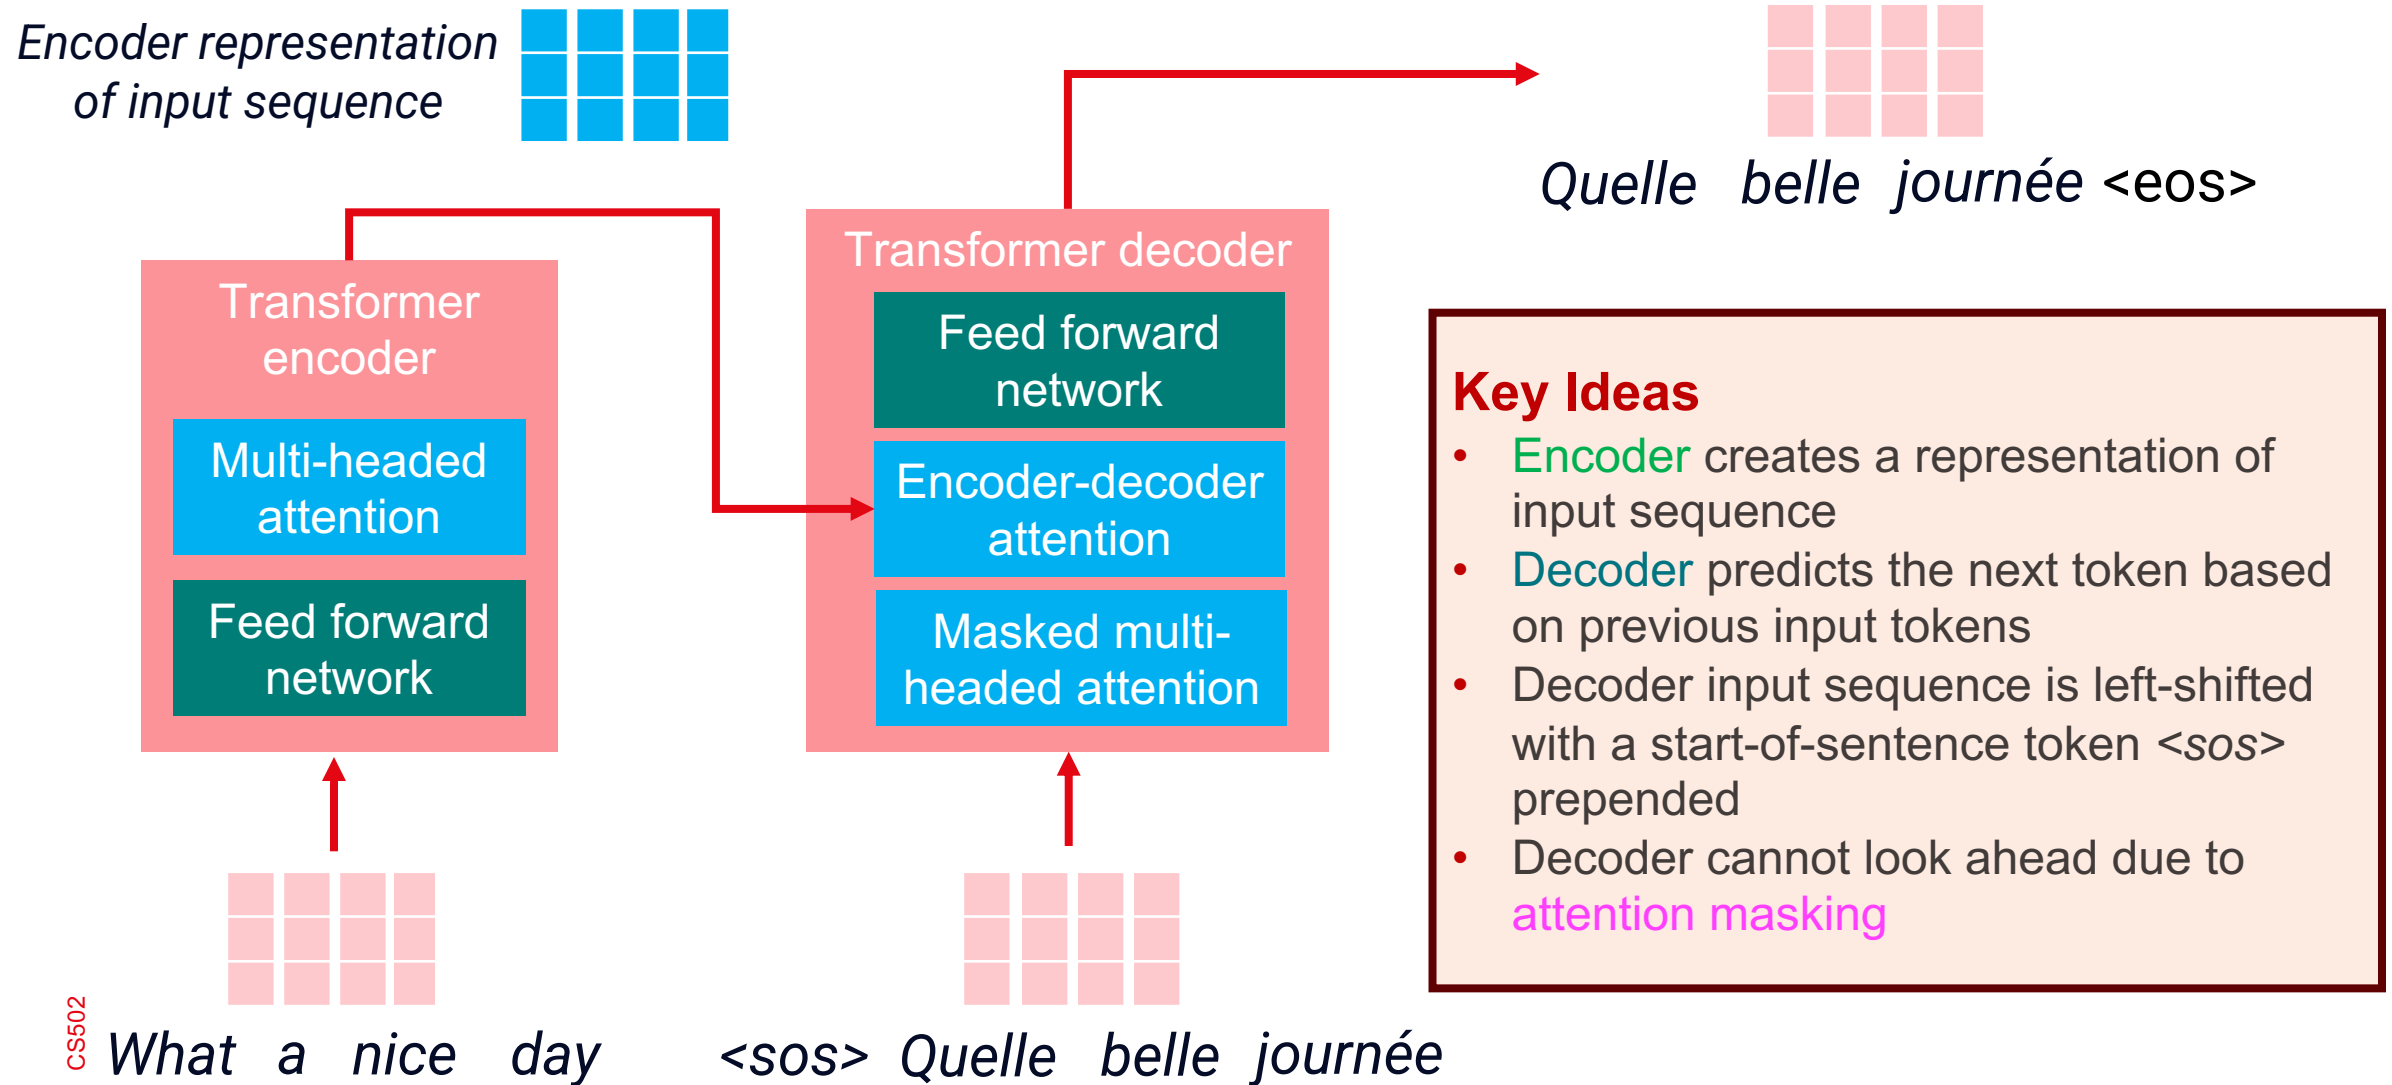 Encoder representation
of input sequence
Quelle belle journée <eos>
Transformer
encoder
Multi-headed
attention
Feed forward
network
Transformer decoder
Feed forward
network
Encoder-decoder
attention
Masked multi-
headed attention
Key Ideas
• Encoder creates a representation of
input sequence
• Decoder predicts the next token based
on previous input tokens
• Decoder input sequence is left-shifted
with a start-of-sentence token <sos>
prepended
• Decoder cannot look ahead due to
attention masking
CS502
What a nice day
<sos> Quelle belle journée